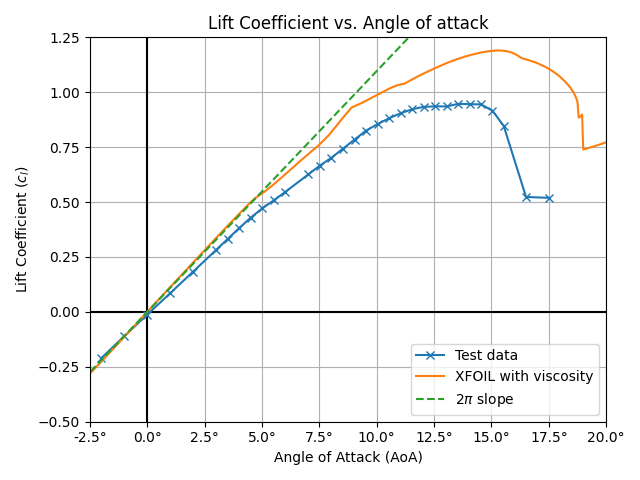 Lift Coefficient vs. Angle of attack
Lift Coefficient (cₗ)
1.25
1.00
0.75
0.50
0.25
0.00
−0.25
−0.50
Test data
XFOIL with viscosity
2π slope
-2.5° 0.0° 2.5° 5.0° 7.5° 10.0° 12.5° 15.0° 17.5° 20.0°
Angle of Attack (AoA)